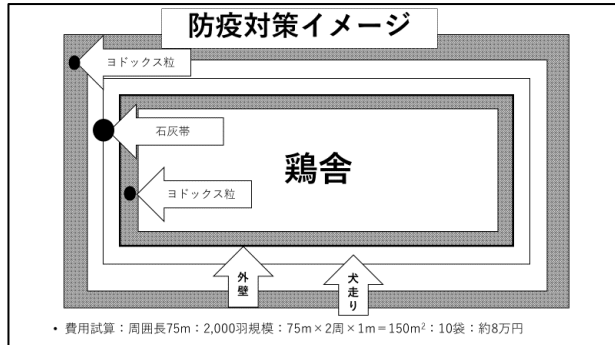 防疫対策イメージ
ヨドックス粒
石灰帯
鶏舎
ヨドックス粒
外壁
犬走り
• 費用試算：周囲長75m：2,000羽規模：75m×2周×1m＝150m²：10袋：約8万円